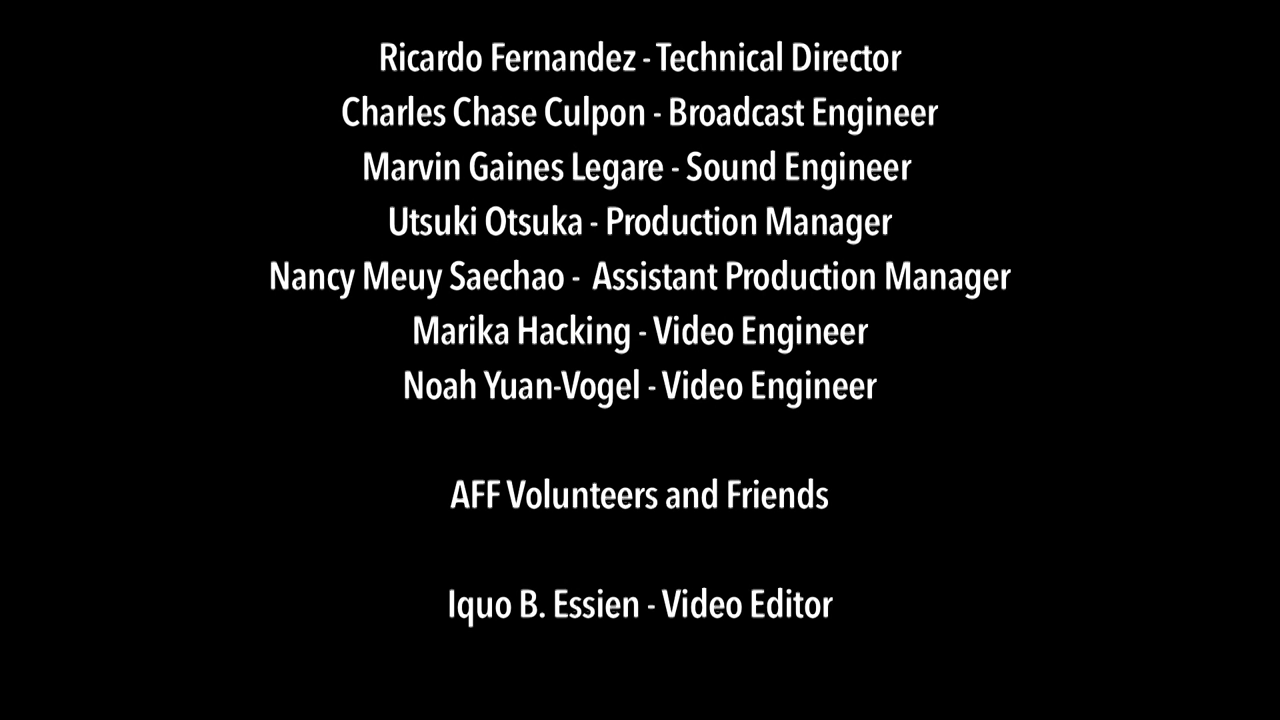 Ricardo Fernandez - Technical Director
Charles Chase Culpon - Broadcast Engineer
Marvin Gaines Legare - Sound Engineer
Utsuki Otsuka - Production Manager
Nancy Meuy Saechao -  Assistant Production Manager
Marika Hacking - Video Engineer
Noah Yuan-Vogel - Video Engineer
AFF Volunteers and Friends
Iquo B. Essien - Video Editor